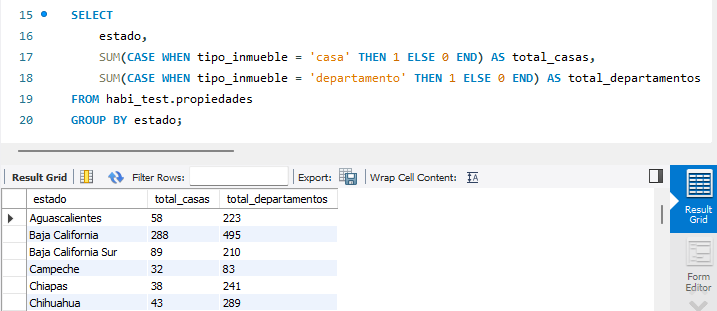 15 SELECT
16 estado,
17 SUM(CASE WHEN tipo_inmueble = 'casa' THEN 1 ELSE 0 END) AS total_casas,
18 SUM(CASE WHEN tipo_inmueble = 'departamento' THEN 1 ELSE 0 END) AS total_departamentos
19 FROM habi_test.propiedades
20 GROUP BY estado;
Result Grid Filter Rows: Export: Wrap Cell Content:
estado total_casas total_departamentos
Aguascalientes 58 223
Baja California 288 495
Baja California Sur 89 210
Campeche 32 83
Chiapas 38 241
Chihuahua 43 289
Result
Grid
Form
Editor